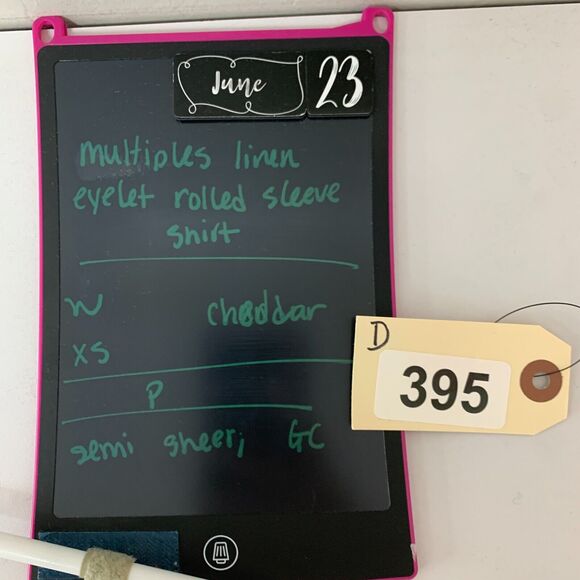 June 23
multiples linen
eyelet rolled sleeve
shirt
W cheddar
XS
P
semi sheer; GC
D
395